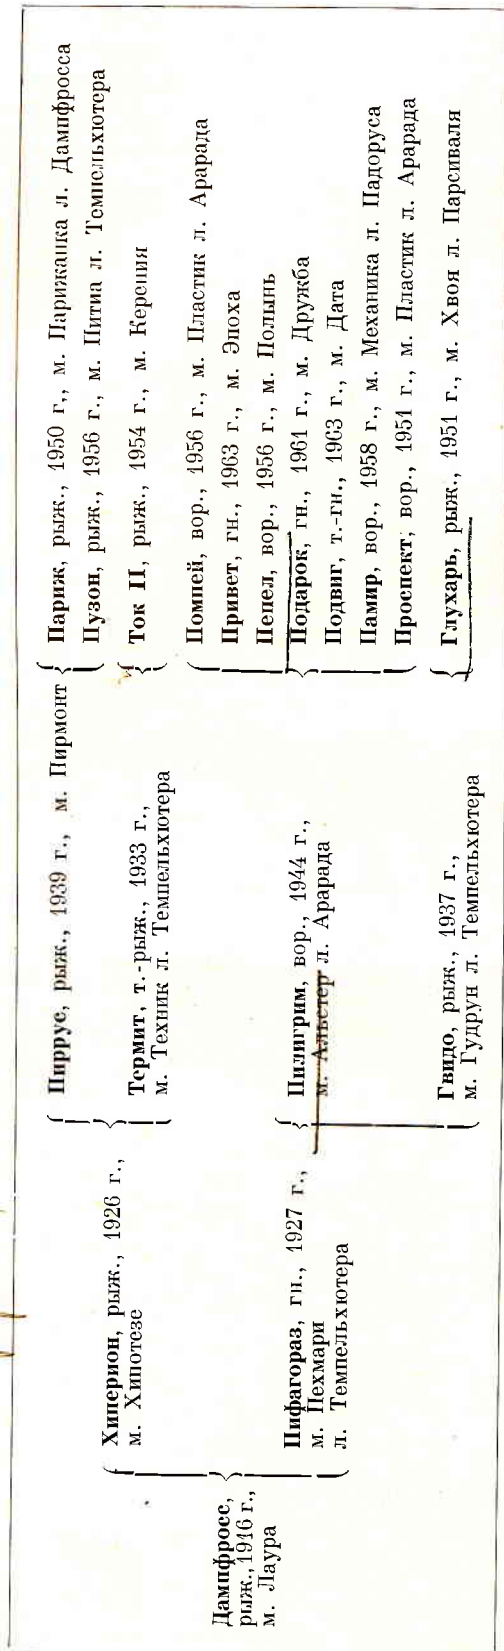 Дампфросс,
рыж., 1916 г.,
м. Лаура
Хиперион, рыж., 1926 г.,
м. Хипотезе
Пифагораз, гн., 1927 г.,
м. Пехмари
л. Темпельхютера
Пиррус, рыж., 1939 г., м. Пирмонт
Термит, т.-рыж., 1933 г.,
м. Техник л. Темпельхютера
Пилигрим, вор., 1944 г.,
м. Альстер л. Арарада
Гвидо, рыж., 1937 г.,
м. Гудрун л. Темпельхютера
Париж, рыж., 1950 г., м. Парижанка л. Дампфросса
Пузон, рыж., 1956 г., м. Питиа л. Темпельхютера
Ток II, рыж., 1954 г., м. Керения
Помпей, вор., 1956 г., м. Пластик л. Арарада
Привет, гн., 1963 г., м. Эпоха
Пепел, вор., 1956 г., м. Полынь
Подарок, гн., 1961 г., м. Дружба
Подвиг, т.-гн., 1963 г., м. Дата
Памир, вор., 1958 г., м. Механика л. Падоруса
Проспект, вор., 1951 г., м. Пластик л. Арарада
Глухарь, рыж., 1951 г., м. Хвоя л. Парсиваля